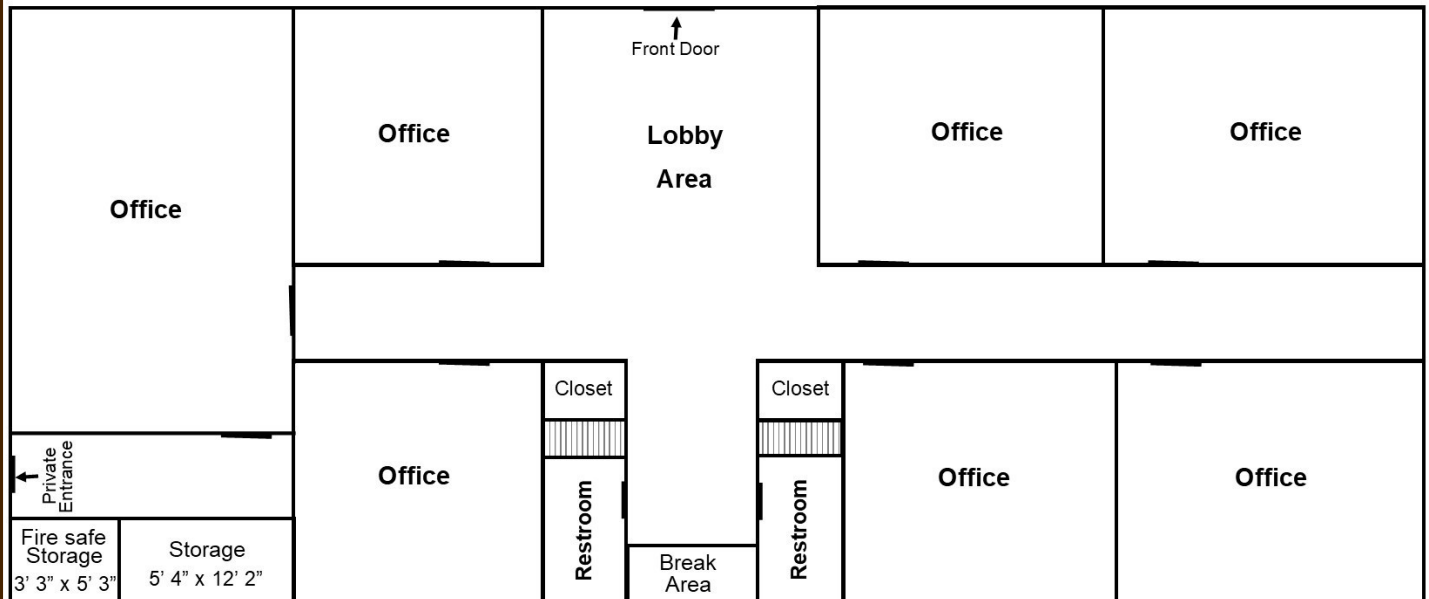 Front Door
Office
Lobby
Area
Office
Office
Office
Closet
Closet
Private
Entrance
Office
Restroom
Restroom
Office
Office
Fire safe
Storage
3’ 3” x 5’ 3”
Storage
5’ 4” x 12’ 2”
Break
Area